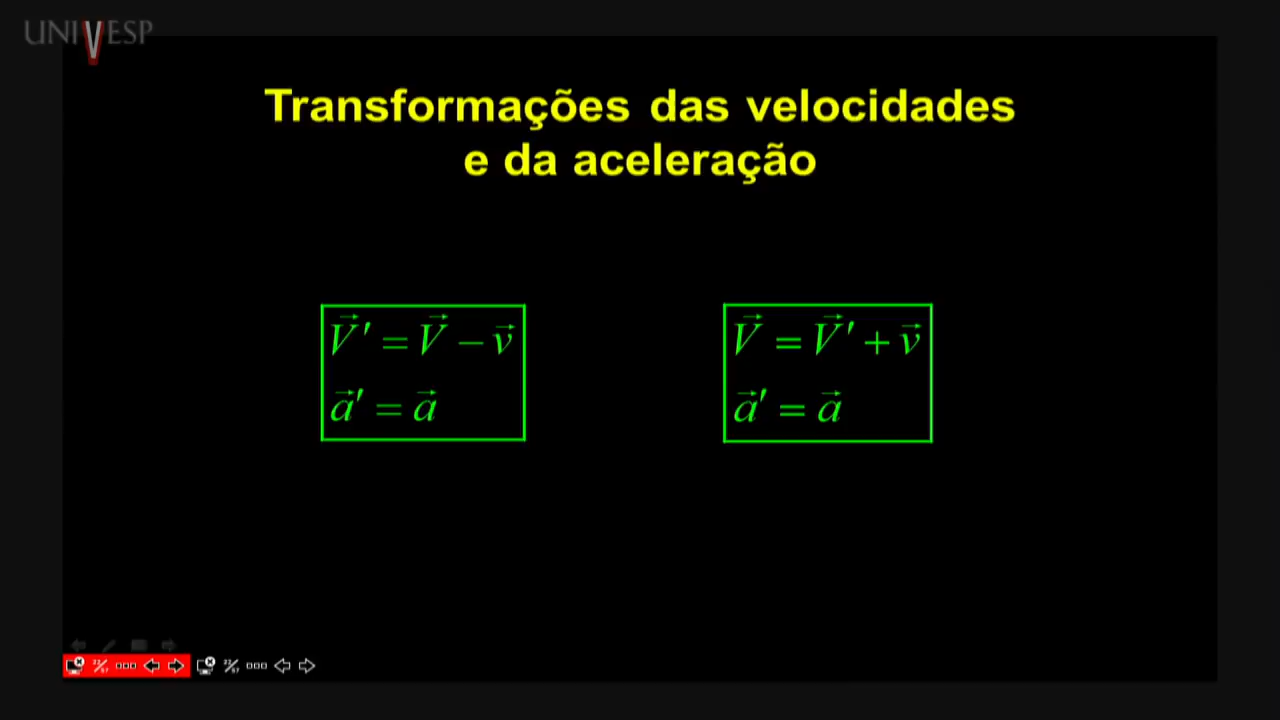 UNIVESP
Transformações das velocidades
e da aceleração
V⃗' = V⃗ − v⃗
a⃗' = a⃗
V⃗ = V⃗' + v⃗
a⃗' = a⃗